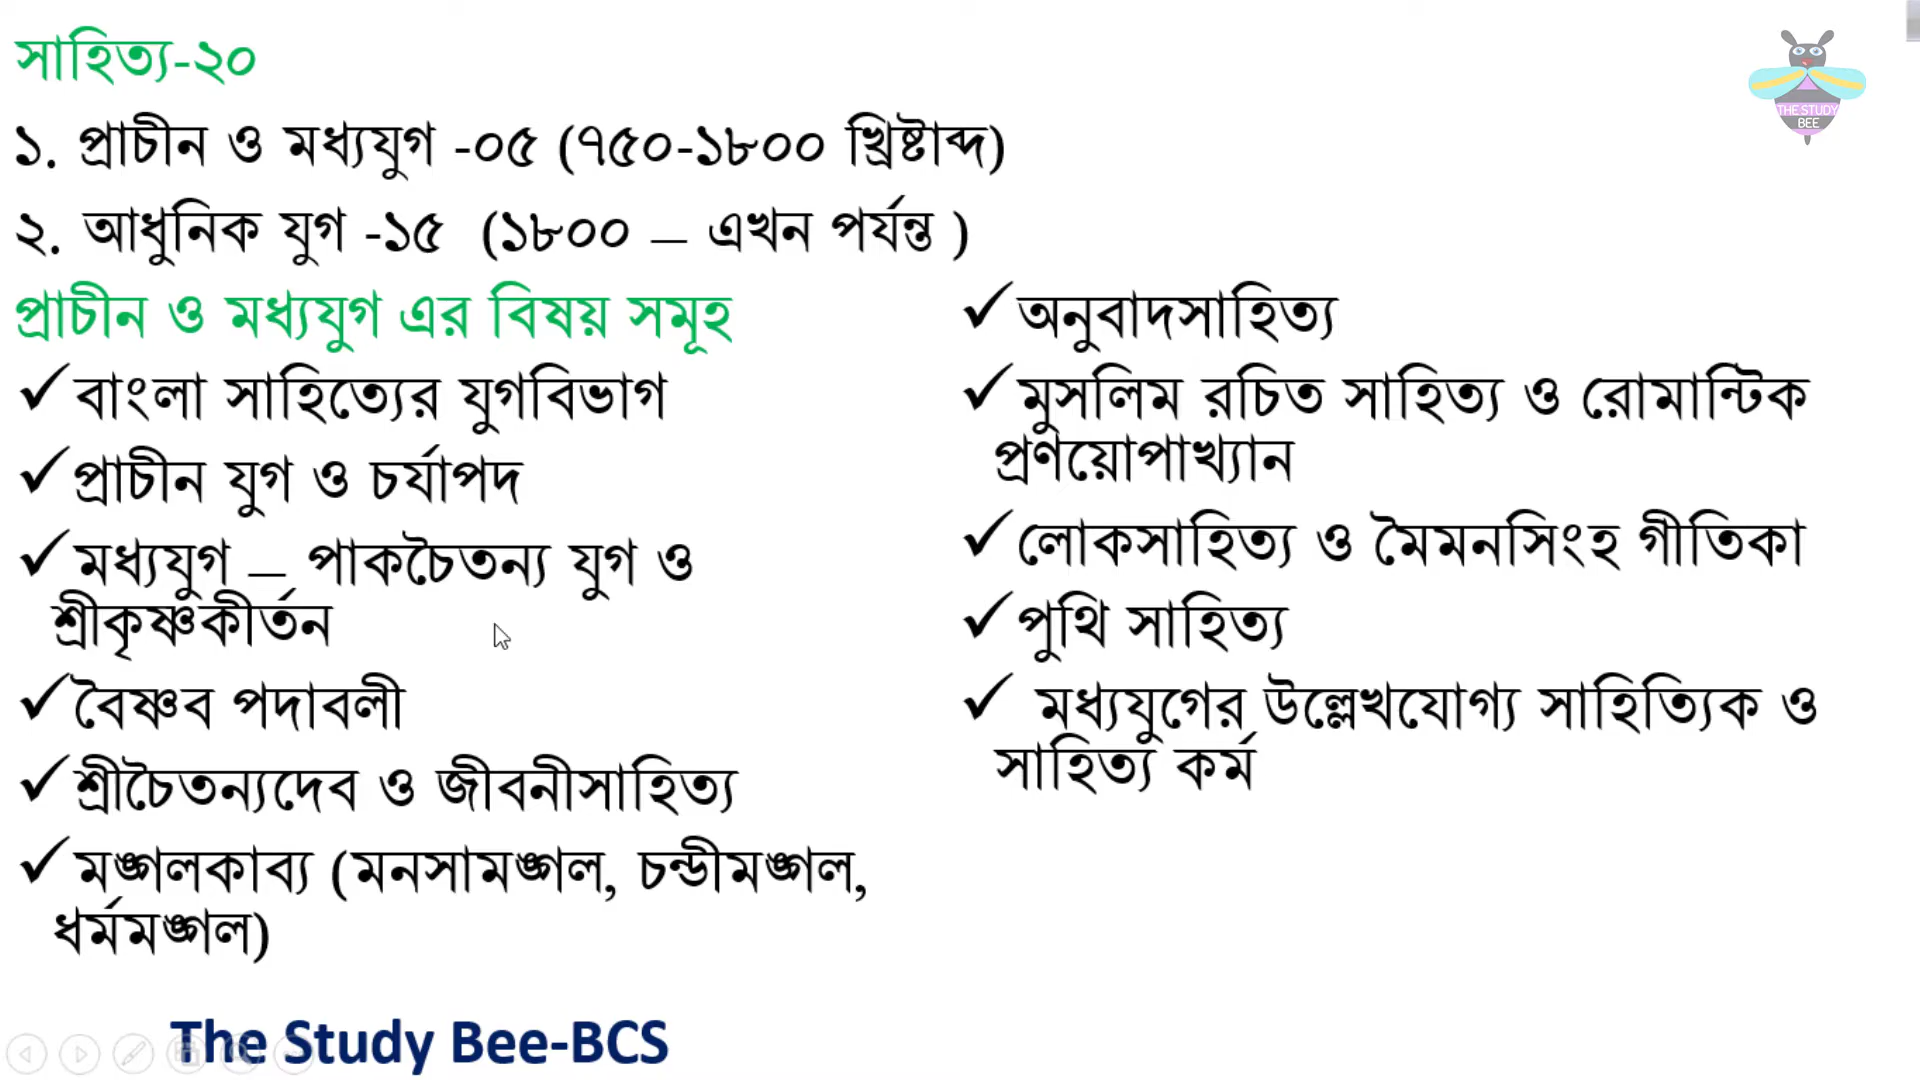 সাহিত্য-২০
১. প্রাচীন ও মধ্যযুগ -০৫ (৭৫০-১৮০০ খ্রিষ্টাব্দ)
২. আধুনিক যুগ -১৫ (১৮০০ – এখন পর্যন্ত )
প্রাচীন ও মধ্যযুগ এর বিষয় সমূহ
✓বাংলা সাহিত্যের যুগবিভাগ
✓প্রাচীন যুগ ও চর্যাপদ
✓মধ্যযুগ – পাকচৈতন্য যুগ ও
শ্রীকৃষ্ণকীর্তন
✓বৈষ্ণব পদাবলী
✓শ্রীচৈতন্যদেব ও জীবনীসাহিত্য
✓মঙ্গলকাব্য (মনসামঙ্গল, চন্ডীমঙ্গল,
ধর্মমঙ্গল)
✓অনুবাদসাহিত্য
✓মুসলিম রচিত সাহিত্য ও রোমান্টিক
প্রণয়োপাখ্যান
✓লোকসাহিত্য ও মৈমনসিংহ গীতিকা
✓পুথি সাহিত্য
✓ মধ্যযুগের উল্লেখযোগ্য সাহিত্যিক ও
সাহিত্য কর্ম
THE STUDY
BEE
The Study Bee-BCS